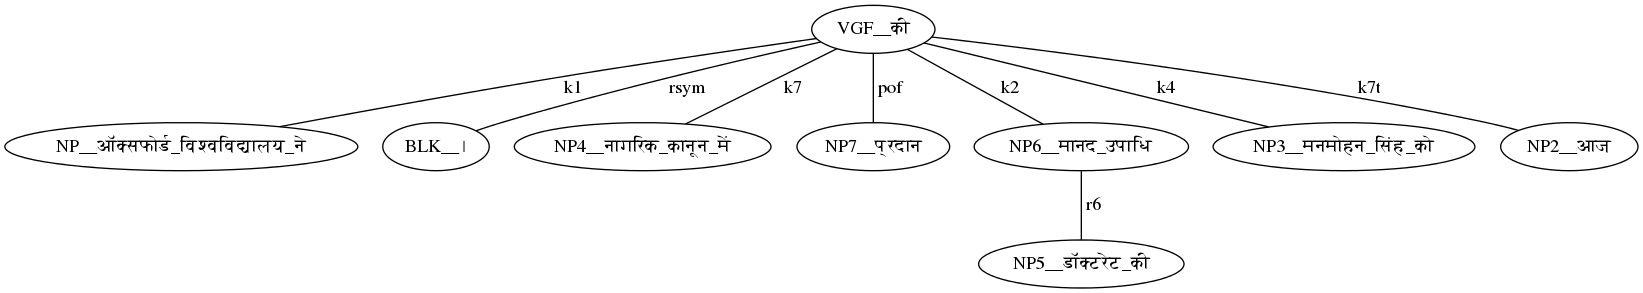 VGF__की
k1
rsym
k7
pof
k2
k4
k7t
NP__ऑक्सफोर्ड_विश्वविद्यालय_ने
BLK__।
NP4__नागरिक_कानून_में
NP7__प्रदान
NP6__मानद_उपाधि
NP3__मनमोहन_सिंह_को
NP2__आज
r6
NP5__डॉक्टरेट_की